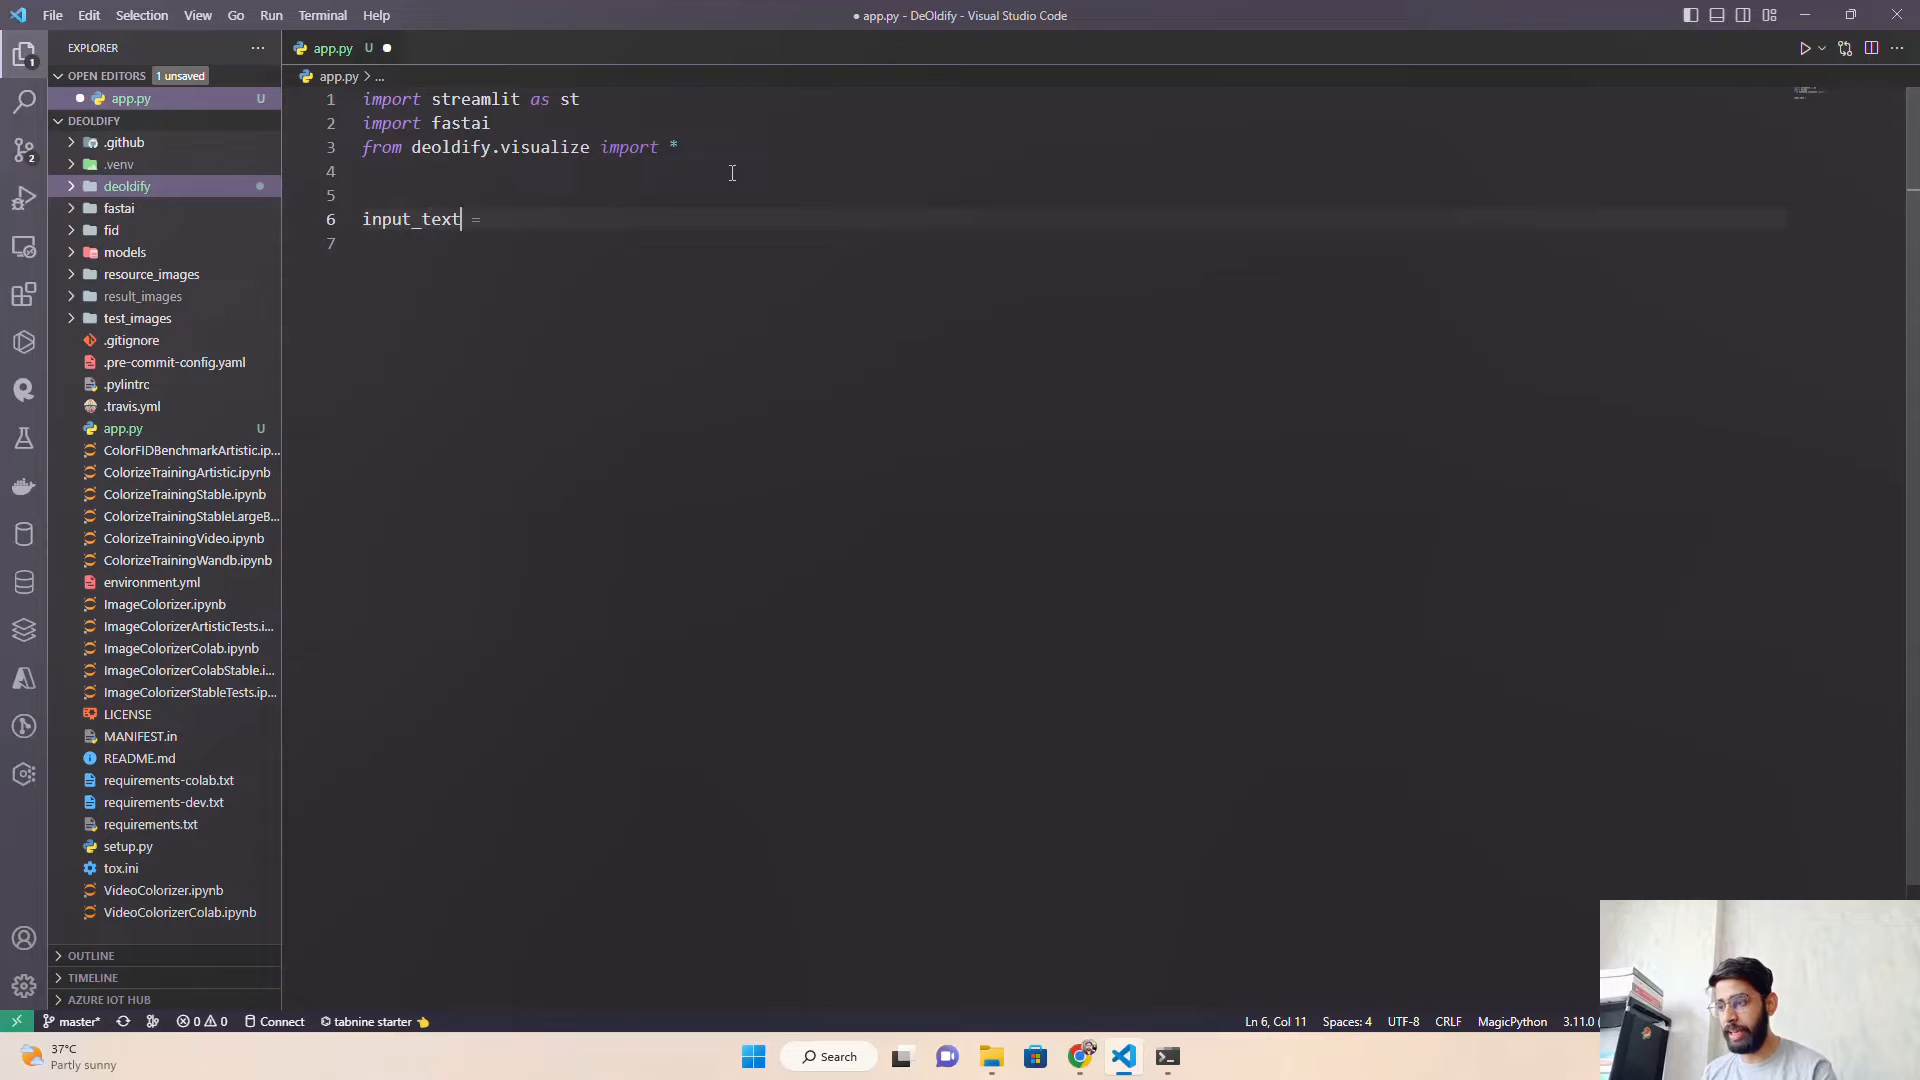 File Edit Selection View Go Run Terminal Help
● app.py - DeOldify - Visual Studio Code
EXPLORER
OPEN EDITORS 1 unsaved
app.py U
DEOLDIFY
.github
.venv
deoldify
fastai
fid
models
resource_images
result_images
test_images
.gitignore
.pre-commit-config.yaml
.pylintrc
.travis.yml
app.py U
ColorFIDBenchmarkArtistic.ip...
ColorizeTrainingArtistic.ipynb
ColorizeTrainingStable.ipynb
ColorizeTrainingStableLargeB...
ColorizeTrainingVideo.ipynb
ColorizeTrainingWandb.ipynb
environment.yml
ImageColorizer.ipynb
ImageColorizerArtisticTests.i...
ImageColorizerColab.ipynb
ImageColorizerColabStable.i...
ImageColorizerStableTests.ip...
LICENSE
MANIFEST.in
README.md
requirements-colab.txt
requirements-dev.txt
requirements.txt
setup.py
tox.ini
VideoColorizer.ipynb
VideoColorizerColab.ipynb
OUTLINE
TIMELINE
AZURE IOT HUB
1
2
app.py U
app.py > ...
1 import streamlit as st
2 import fastai
3 from deoldify.visualize import *
4
5
6 input_text =
7
master* 0 0 Connect tabnine starter
Ln 6, Col 11 Spaces: 4 UTF-8 CRLF MagicPython 3.11.0 (
37°C
Partly sunny
Search